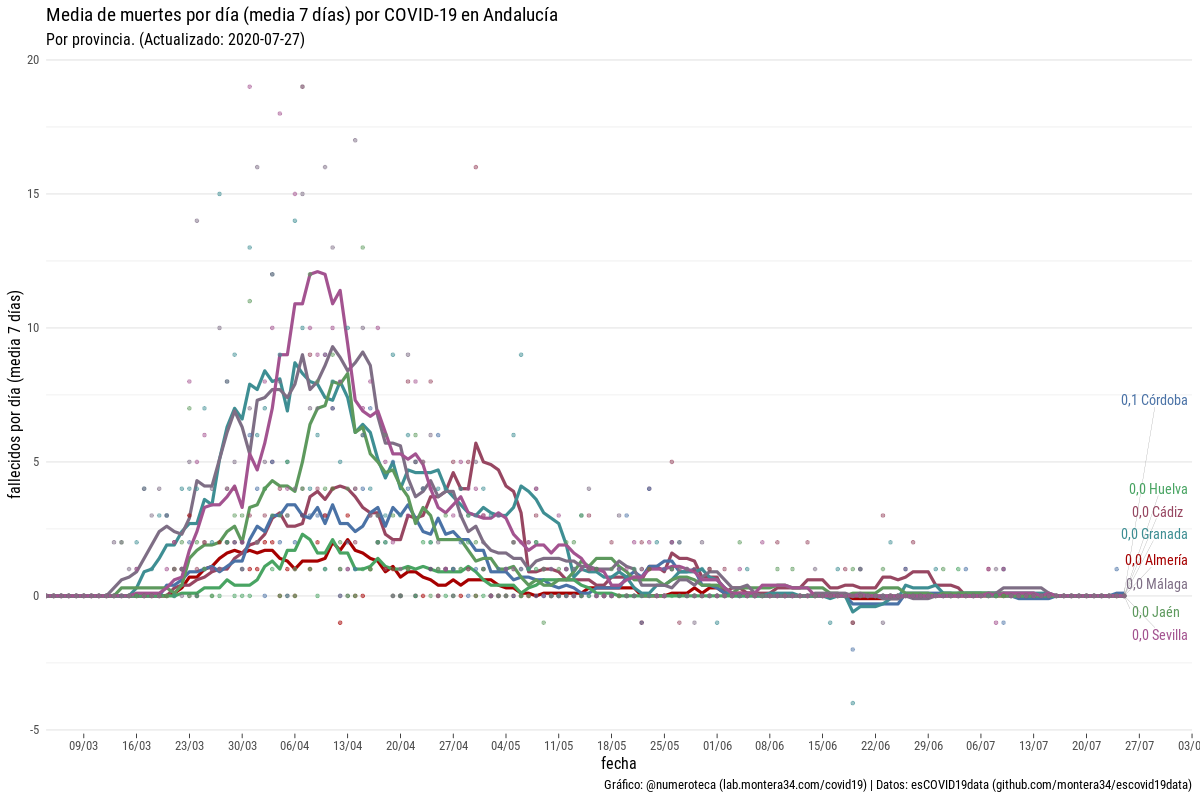 Media de muertes por día (media 7 días) por COVID-19 en Andalucía
Por provincia. (Actualizado: 2020-07-27)
20
15
10
5
0
-5
fallecidos por día (media 7 días)
0,1 Córdoba
0,0 Huelva
0,0 Cádiz
0,0 Granada
0,0 Almería
0,0 Málaga
0,0 Jaén
0,0 Sevilla
09/03 16/03 23/03 30/03 06/04 13/04 20/04 27/04 04/05 11/05 18/05 25/05 01/06 08/06 15/06 22/06 29/06 06/07 13/07 20/07 27/07 03/0
fecha
Gráfico: @numeroteca (lab.montera34.com/covid19) | Datos: esCOVID19data (github.com/montera34/escovid19data)